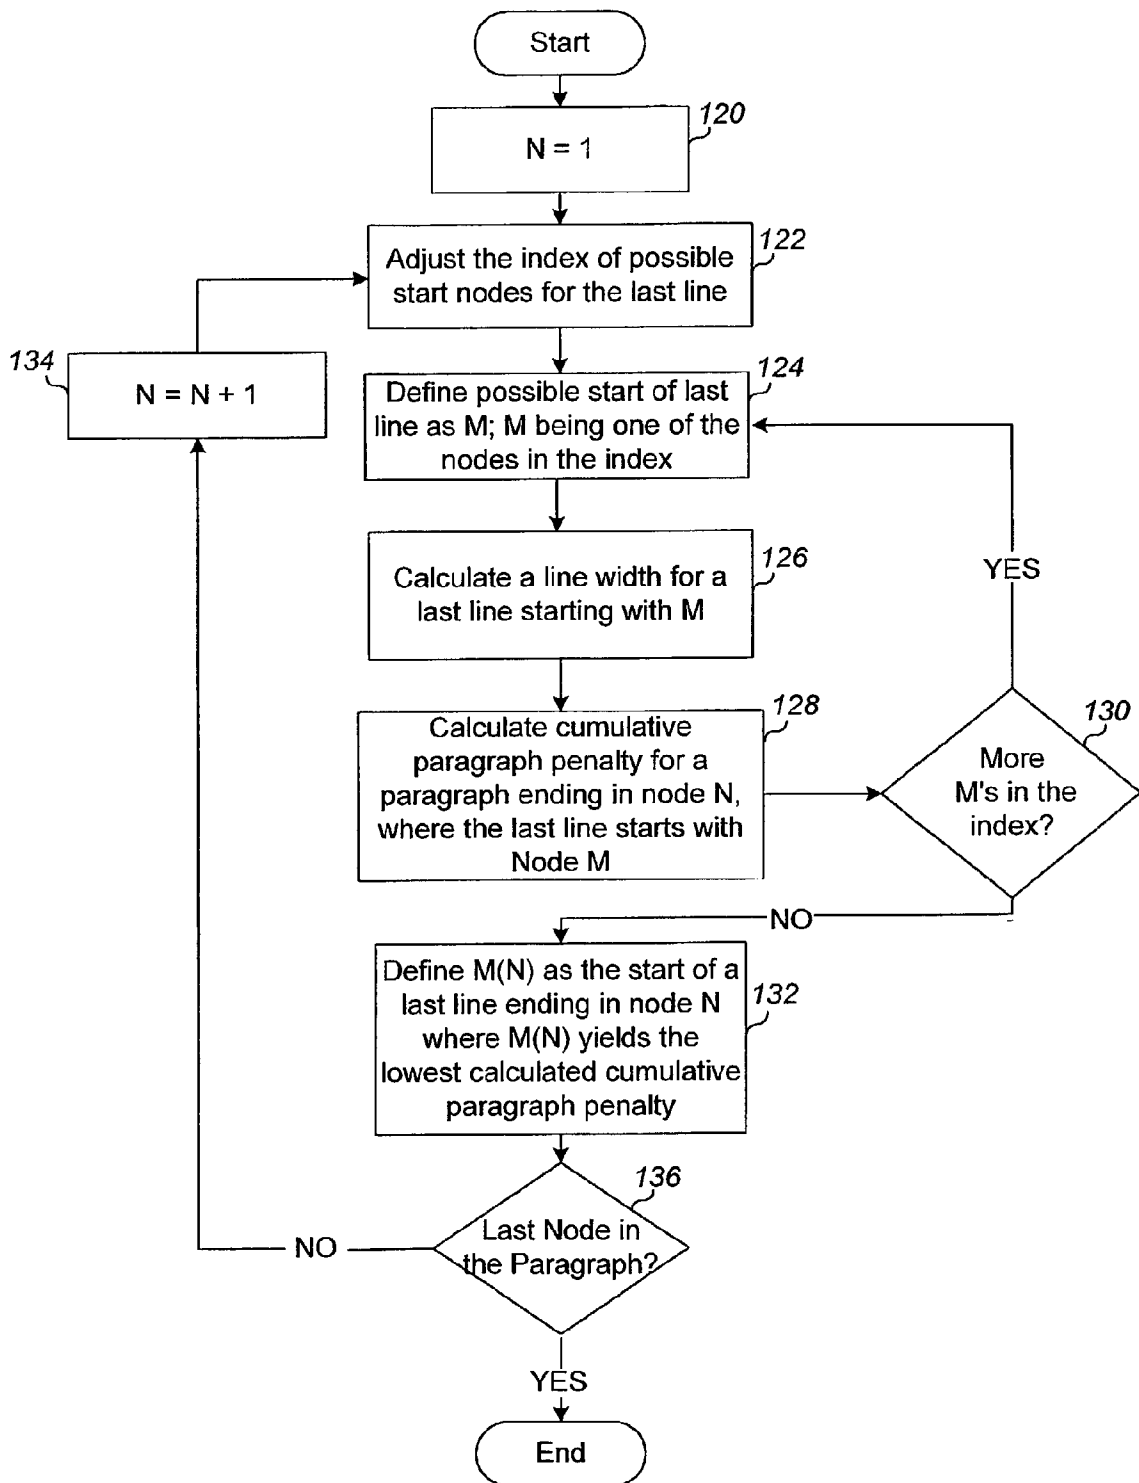 Start
120
N = 1
122
Adjust the index of possible
start nodes for the last line
134
N = N + 1
124
Define possible start of last
line as M; M being one of the
nodes in the index
126
Calculate a line width for a
last line starting with M
YES
128
Calculate cumulative
paragraph penalty for a
paragraph ending in node N,
where the last line starts with
Node M
130
More
M's in the
index?
NO
Define M(N) as the start of a
last line ending in node N
where M(N) yields the
lowest calculated cumulative
paragraph penalty
132
136
Last Node in
the Paragraph?
NO
YES
End